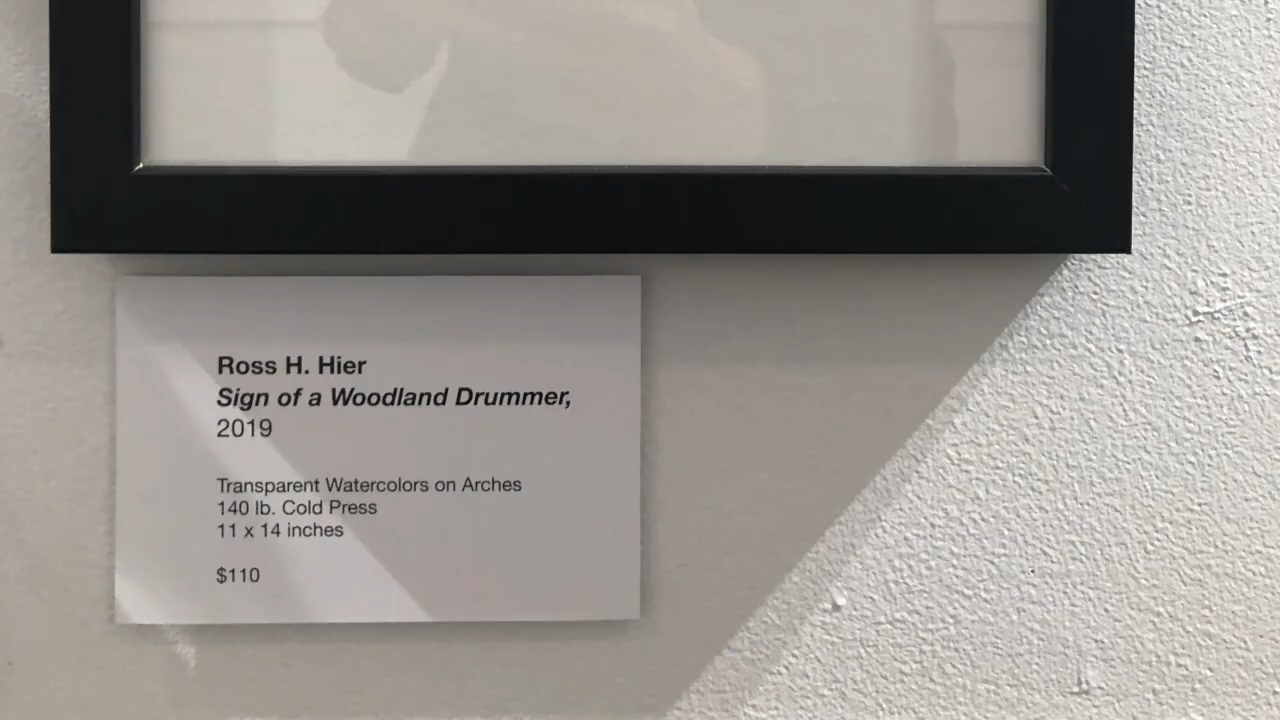 Ross H. Hier
Sign of a Woodland Drummer,
2019
Transparent Watercolors on Arches
140 lb. Cold Press
11 x 14 inches
$110